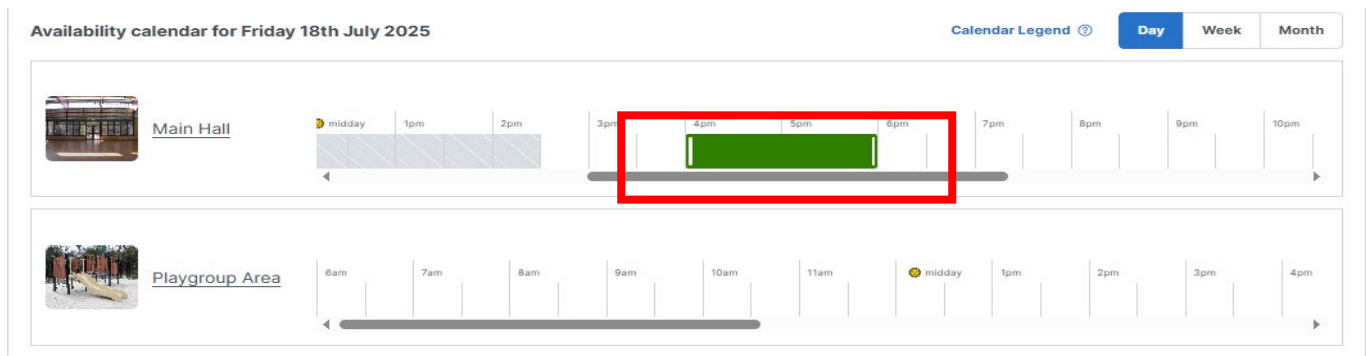 Availability calendar for Friday 18th July 2025 Calendar Legend Day Week Month
Main Hall
midday 1pm 2pm 3pm 4pm 5pm 6pm 7pm 8pm 9pm 10pm
Playgroup Area
6am 7am 8am 9am 10am 11am midday 1pm 2pm 3pm 4pm